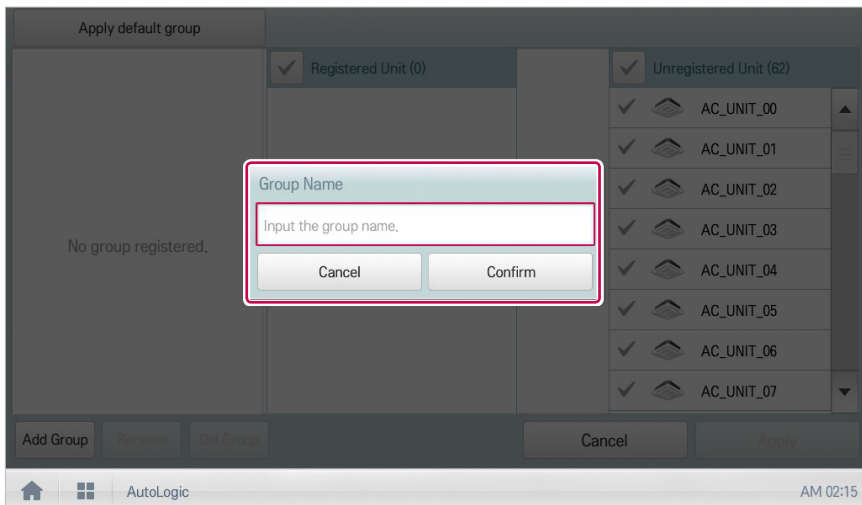 Apply default group
Registered Unit (0)
Unregistered Unit (62)
AC_UNIT_00
AC_UNIT_01
AC_UNIT_02
AC_UNIT_03
AC_UNIT_04
AC_UNIT_05
AC_UNIT_06
AC_UNIT_07
No group registered.
Group Name
Input the group name.
Cancel Confirm
Add Group Rename Del Group Cancel Apply
AutoLogic AM 02:15